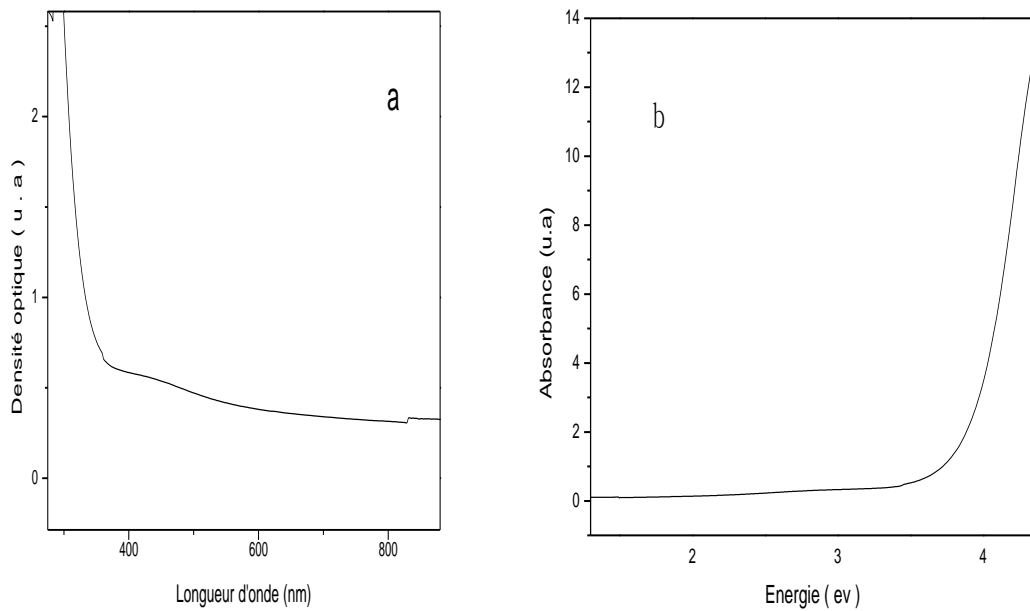 a
Densité optique ( u . a )
2
1
0
400
600
800
Longueur d'onde (nm)
b
Absorbance (u.a)
14
12
10
8
6
4
2
0
2
3
4
Energie ( ev )